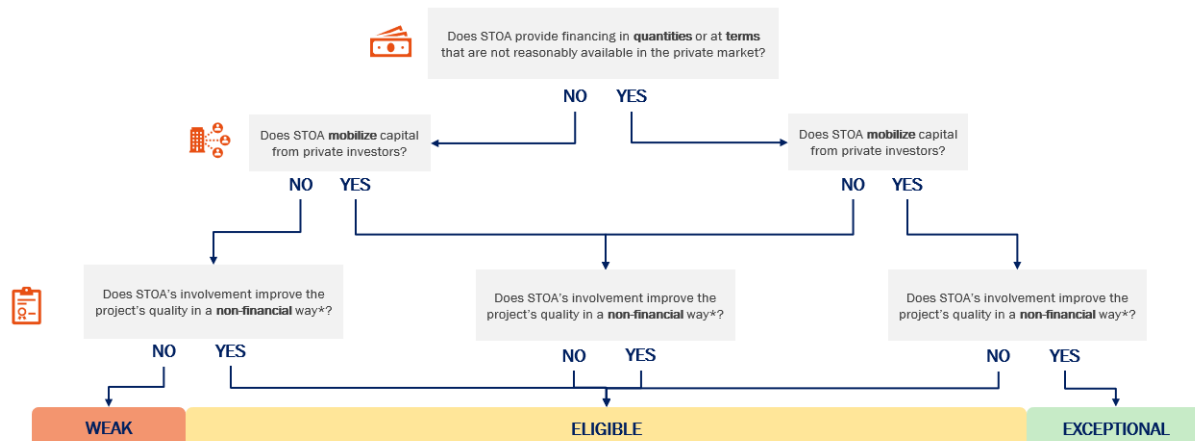 Does STOA provide financing in quantities or at terms
that are not reasonably available in the private market?
NO YES
Does STOA mobilize capital
from private investors?
Does STOA mobilize capital
from private investors?
NO YES
NO YES
Does STOA's involvement improve the
project's quality in a non-financial way*?
Does STOA's involvement improve the
project's quality in a non-financial way*?
Does STOA's involvement improve the
project's quality in a non-financial way*?
NO YES
NO YES
NO YES
WEAK
ELIGIBLE
EXCEPTIONAL